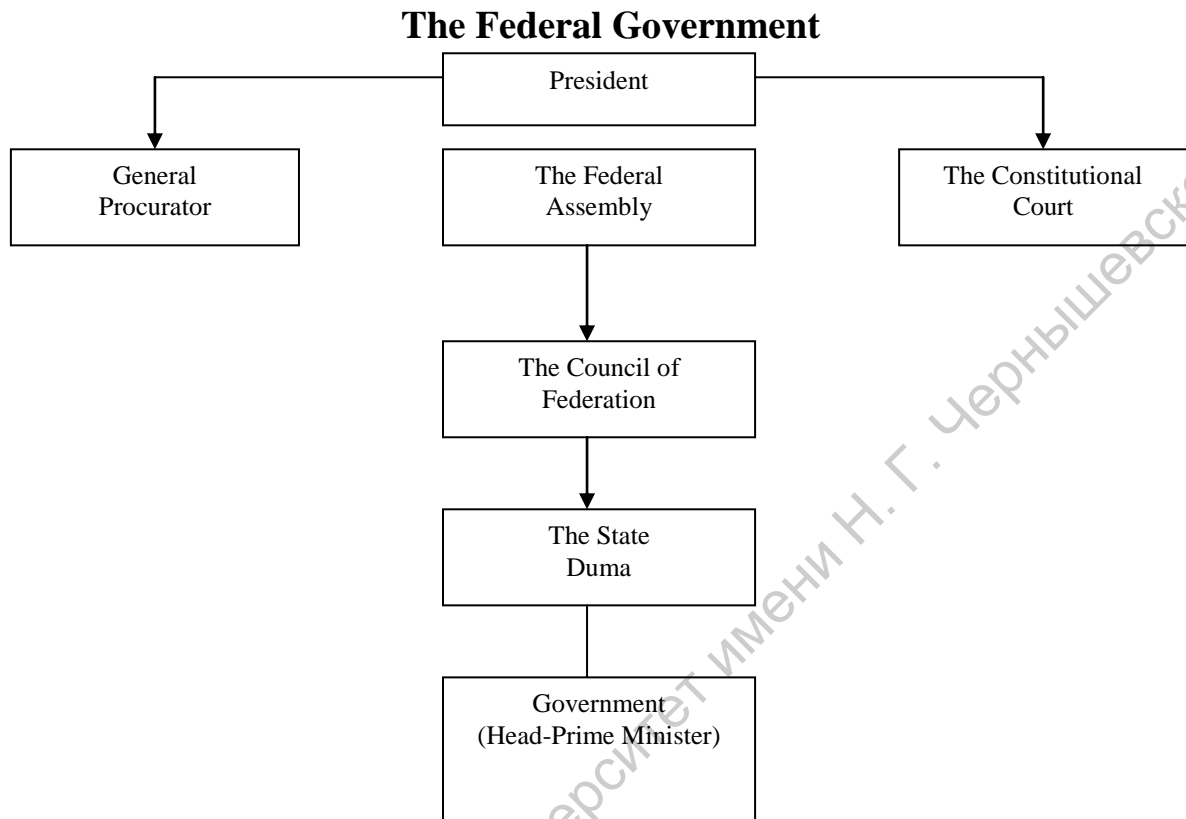 The Federal Government
President
General
Procurator
The Federal
Assembly
The Constitutional
Court
The Council of
Federation
The State
Duma
Government
(Head-Prime Minister)
имени Н. Г.